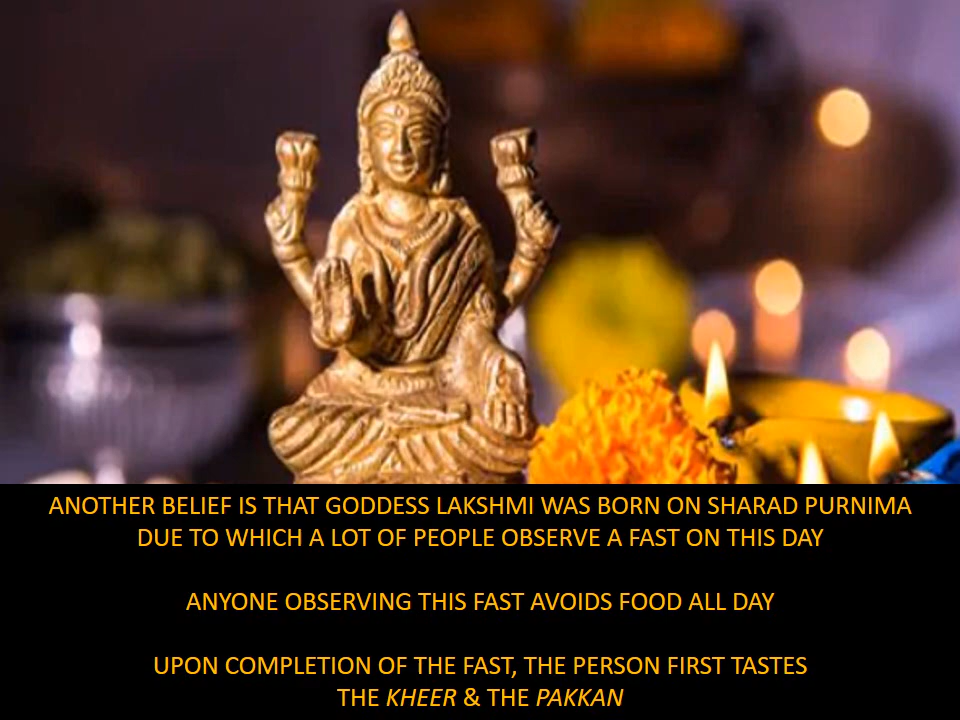 ANOTHER BELIEF IS THAT GODDESS LAKSHMI WAS BORN ON SHARAD PURNIMA
DUE TO WHICH A LOT OF PEOPLE OBSERVE A FAST ON THIS DAY
ANYONE OBSERVING THIS FAST AVOIDS FOOD ALL DAY
UPON COMPLETION OF THE FAST, THE PERSON FIRST TASTES
THE KHEER & THE PAKKAN